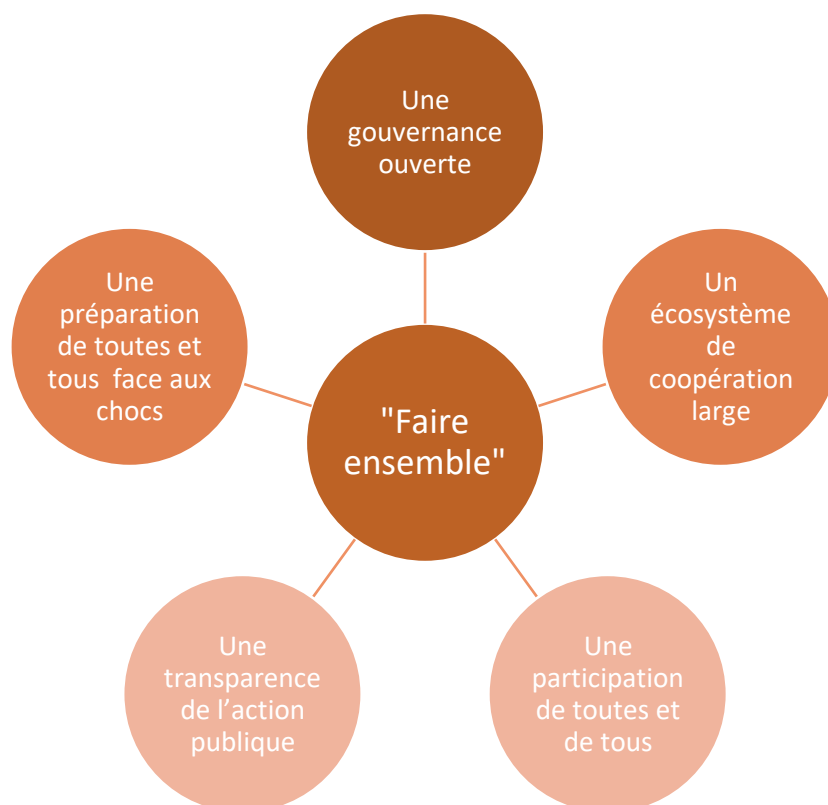 Une
gouvernance
ouverte
Une
préparation
de toutes et
tous  face aux
chocs
Un
écosystème
de
coopération
large
"Faire
ensemble"
Une
transparence
de l’action
publique
Une
participation
de toutes et
de tous